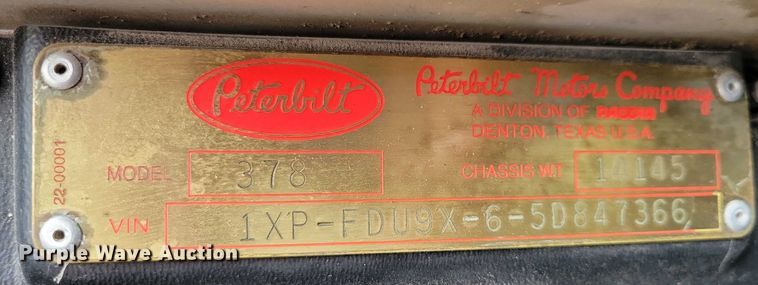 Peterbilt
Peterbilt Motors Company
A DIVISION OF PACCAR
DENTON, TEXAS U.S.A.
22-00001
MODEL 378
CHASSIS WT 14145
VIN 1XP-FDU9X-6-5D847366
Purple Wave Auction